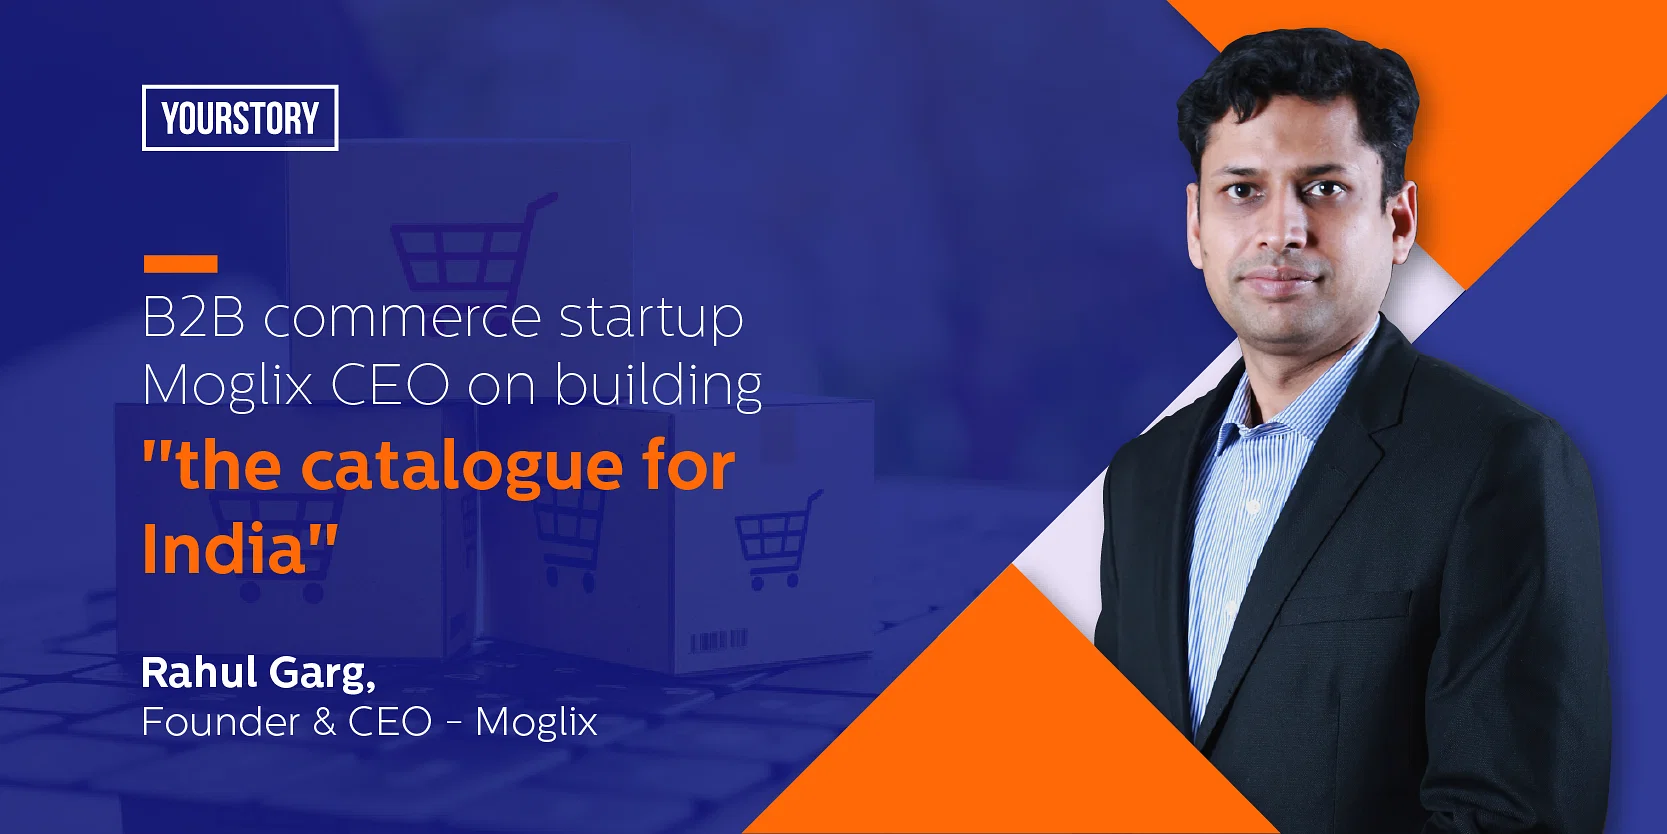 YOURSTORY
B2B commerce startup
Moglix CEO on building
"the catalogue for
India"
Rahul Garg,
Founder & CEO - Moglix